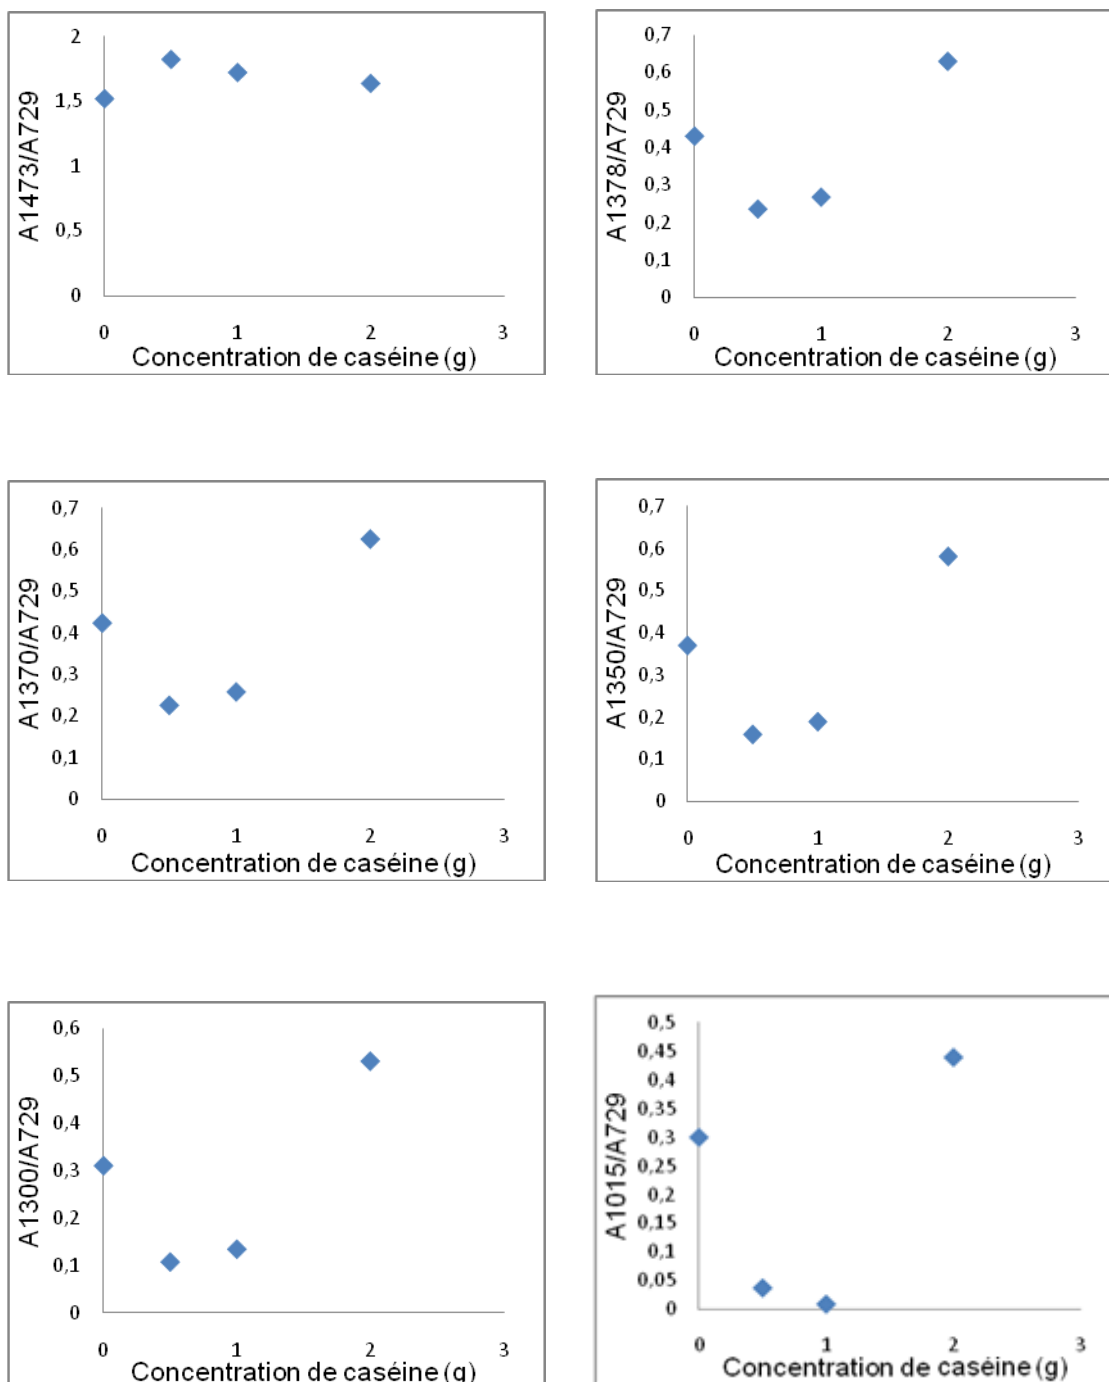 A1473/A729
2
1,5
1
0,5
0
0 1 2 3
Concentration de caséine (g)
A1378/A729
0,7
0,6
0,5
0,4
0,3
0,2
0,1
0
0 1 2 3
Concentration de caséine (g)
A1370/A729
0,7
0,6
0,5
0,4
0,3
0,2
0,1
0
0 1 2 3
Concentration de caséine (g)
A1350/A729
0,7
0,6
0,5
0,4
0,3
0,2
0,1
0
0 1 2 3
Concentration de caséine (g)
A1300/A729
0,6
0,5
0,4
0,3
0,2
0,1
0
0 1 2 3
Concentration de caséine (g)
A1015/A729
0,5
0,45
0,4
0,35
0,3
0,25
0,2
0,15
0,1
0,05
0
0 1 2 3
Concentration de caséine (g)